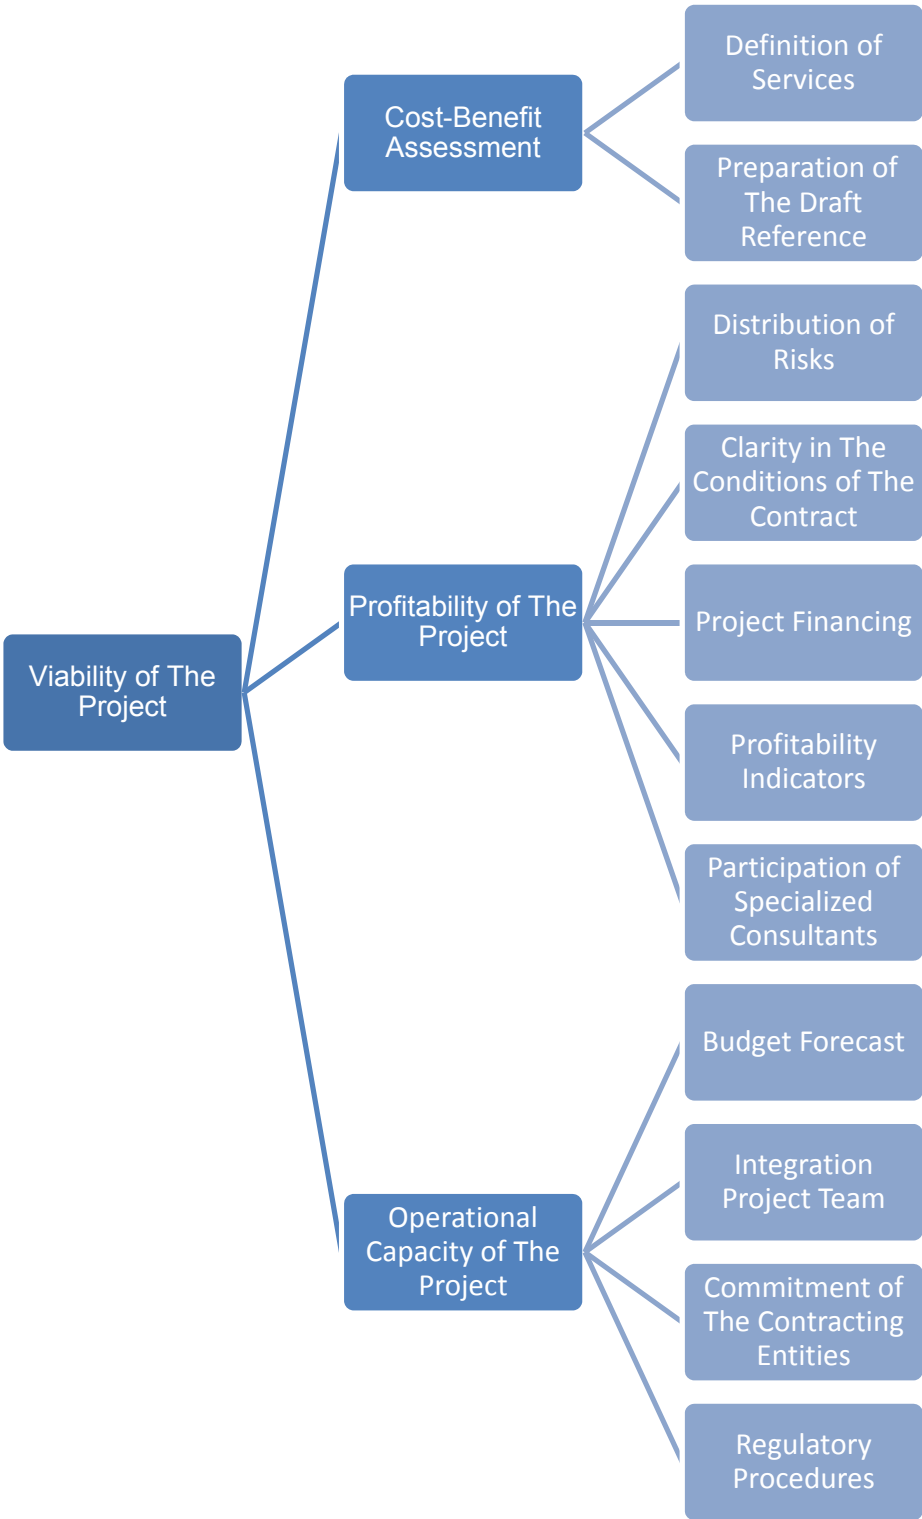 Viability of The
Project
Cost-Benefit
Assessment
Definition of
Services
Preparation of
The Draft
Reference
Profitability of The
Project
Distribution of
Risks
Clarity in The
Conditions of The
Contract
Project Financing
Profitability
Indicators
Participation of
Specialized
Consultants
Operational
Capacity of The
Project
Budget Forecast
Integration
Project Team
Commitment of
The Contracting
Entities
Regulatory
Procedures